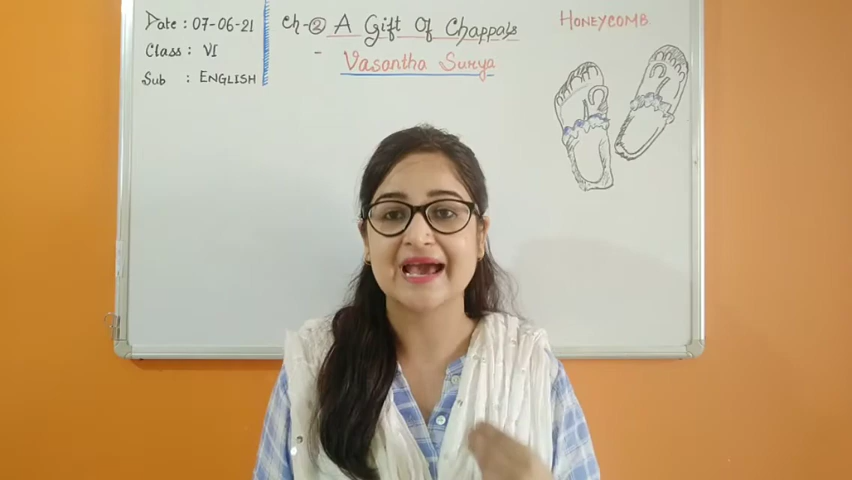 Date : 07-06-21
Class : VI
Sub : ENGLISH
Ch-② A Gift Of Chappals
- Vasantha Surya
HONEYCOMB